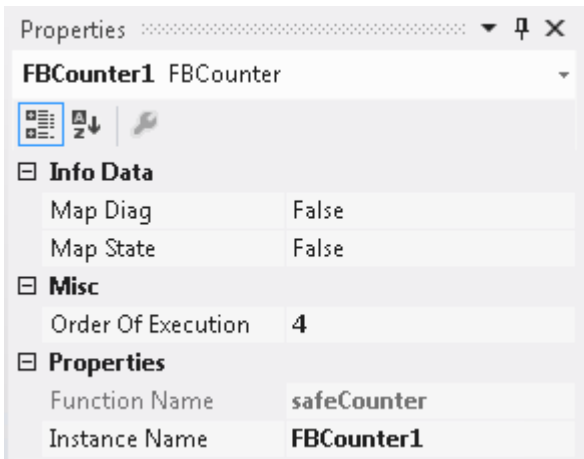 Properties
FBCounter1 FBCounter
Info Data
Map Diag False
Map State False
Misc
Order Of Execution 4
Properties
Function Name safeCounter
Instance Name FBCounter1